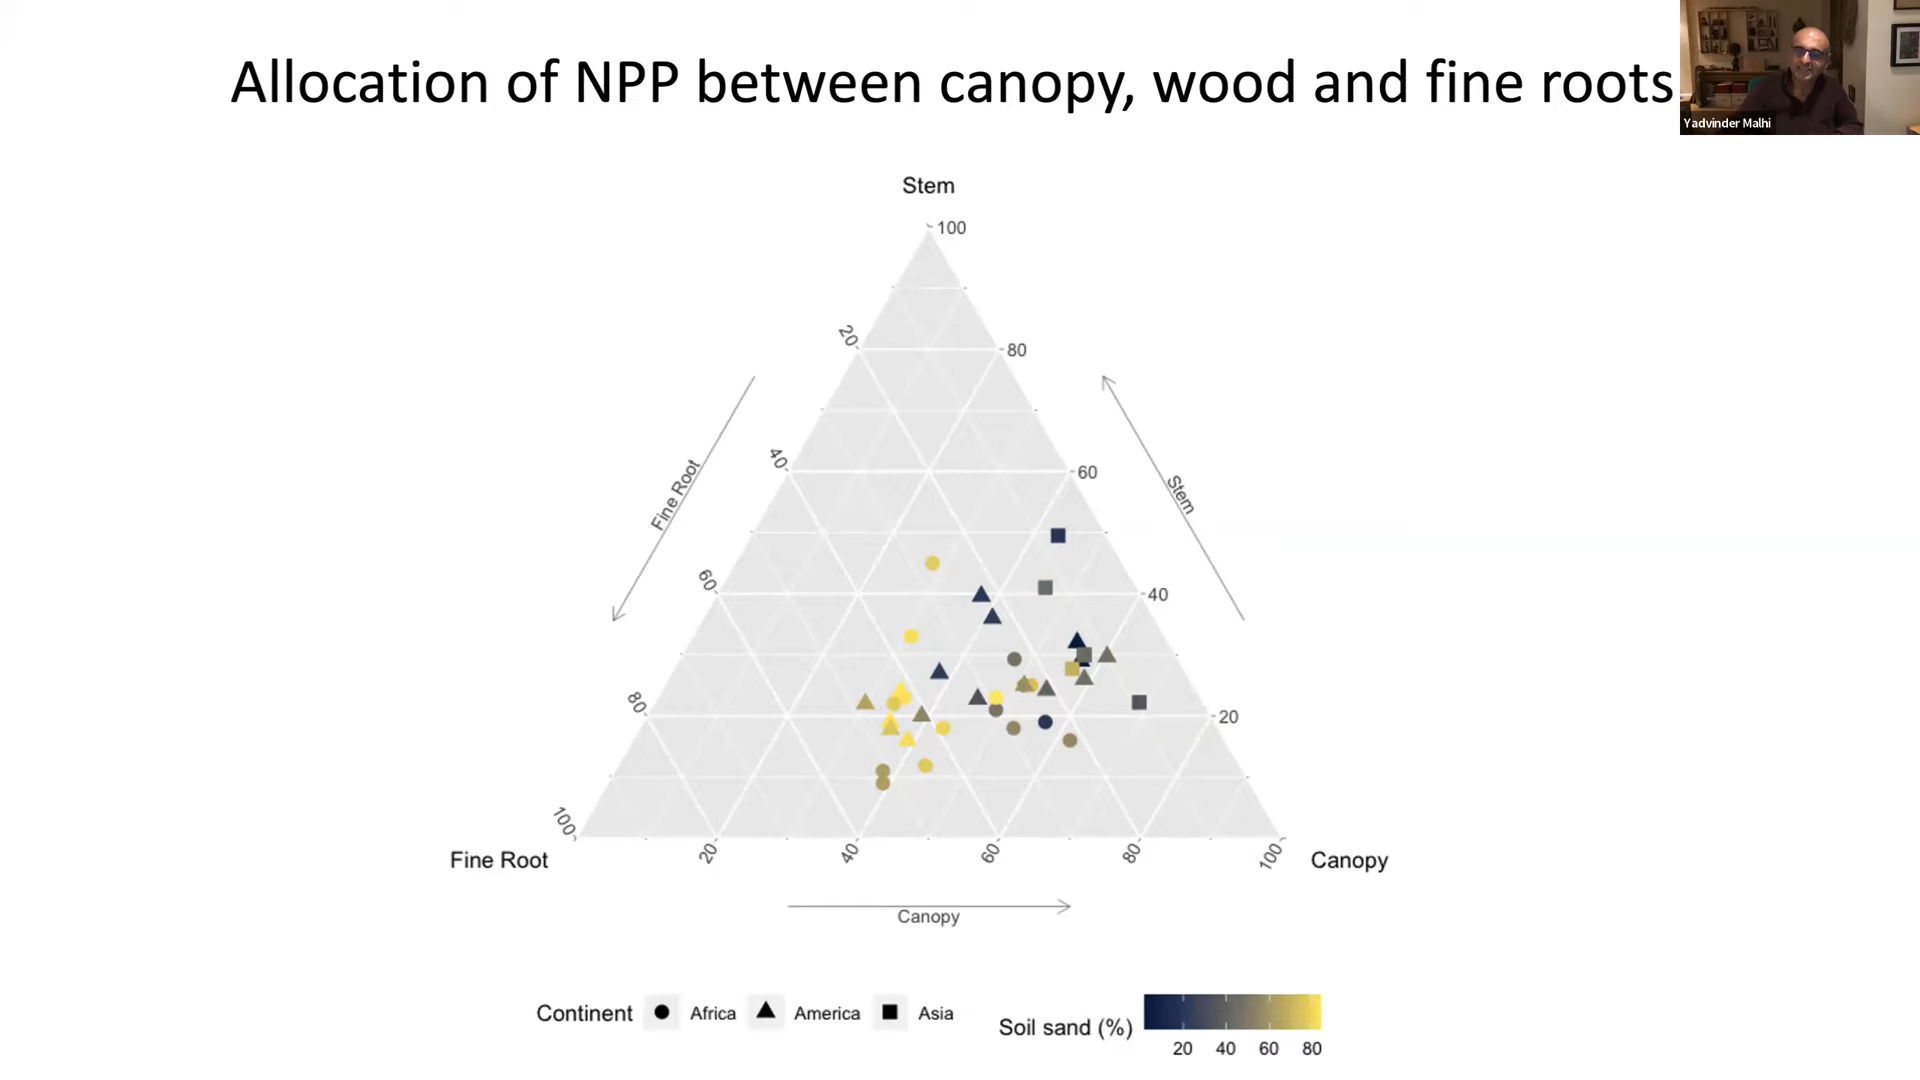 Allocation of NPP between canopy, wood and fine roots
Yadvinder Malhi
Stem
100
20
80
40
60
Fine Root
Stem
60
40
80
20
100
Fine Root
20
40
60
80
100
Canopy
Canopy
Continent Africa America Asia
Soil sand (%)
20 40 60 80